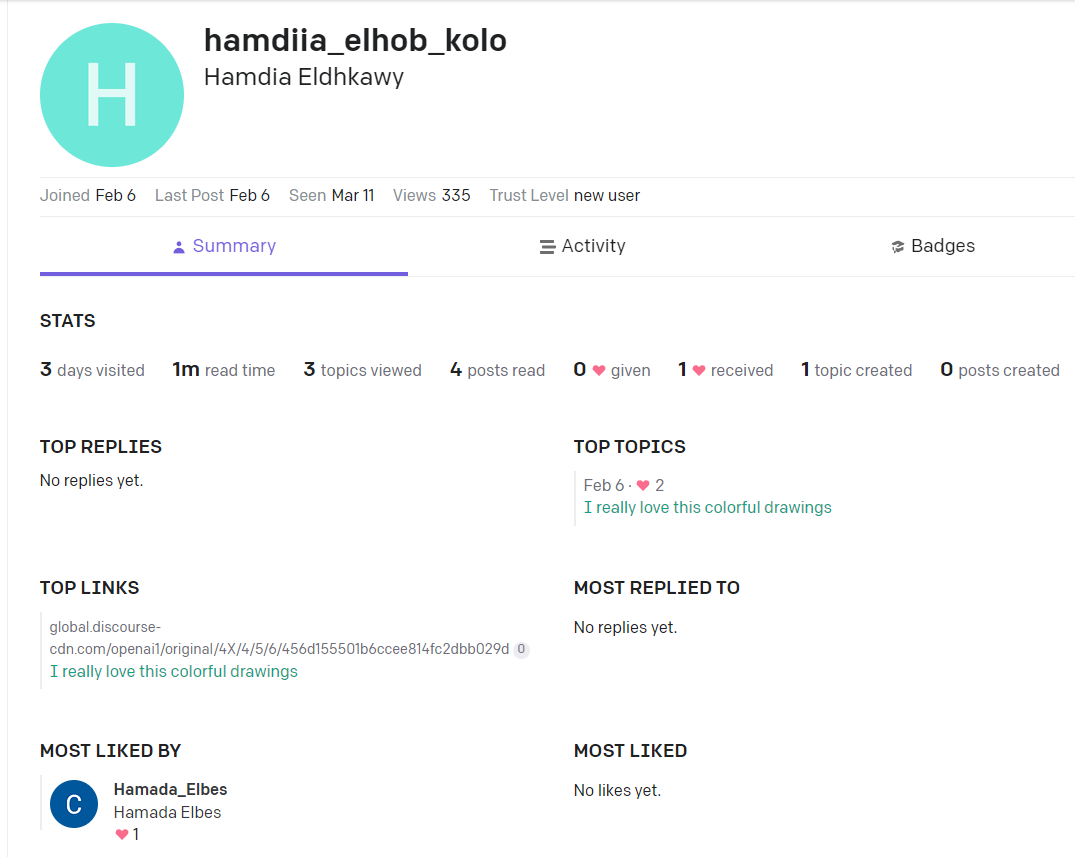 H
hamdiia_elhob_kolo
Hamdia Eldhkawy
Joined Feb 6 Last Post Feb 6 Seen Mar 11 Views 335 Trust Level new user
Summary Activity Badges
STATS
3 days visited 1m read time 3 topics viewed 4 posts read 0 ❤ given 1 ❤ received 1 topic created 0 posts created
TOP REPLIES
No replies yet.
TOP TOPICS
Feb 6 · ❤ 2
I really love this colorful drawings
TOP LINKS
global.discourse-
cdn.com/openai1/original/4X/4/5/6/456d155501b6ccee814fc2dbb029d 0
I really love this colorful drawings
MOST REPLIED TO
No replies yet.
MOST LIKED BY
C
Hamada_Elbes
Hamada Elbes
❤ 1
MOST LIKED
No likes yet.